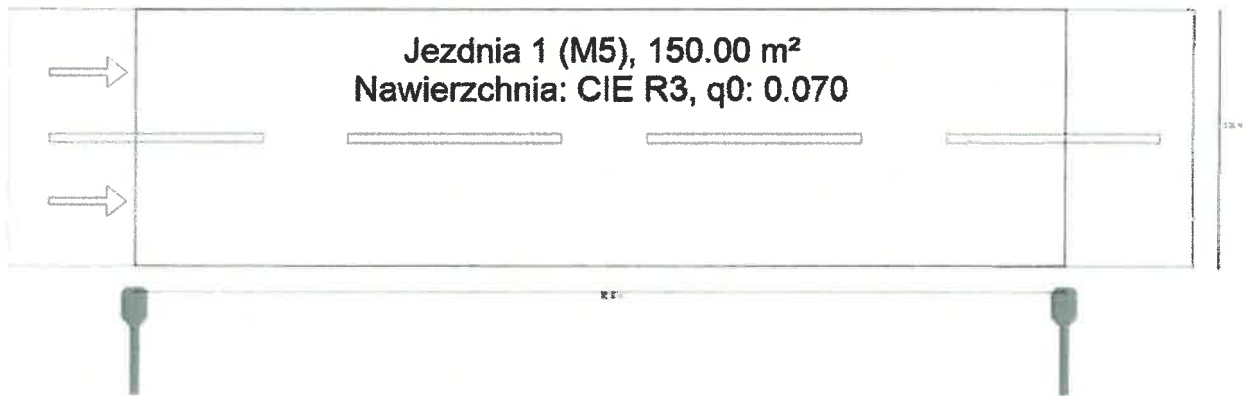 Jezdnia 1 (M5), 150.00 m²
Nawierzchnia: CIE R3, q0: 0.070